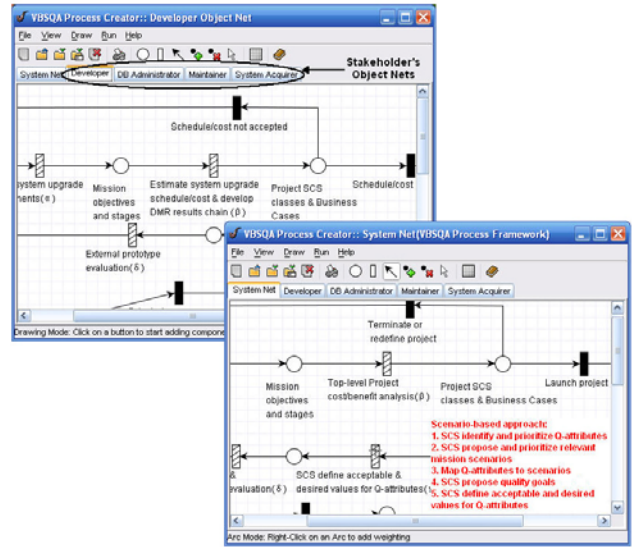 VBSQA Process Creator:: Developer Object Net
File View Draw Run Help
System Net Developer DB Administrator Maintainer System Acquirer
Stakeholder's
Object Nets
Schedule/cost not accepted
ystem upgrade
nents(α)
Mission
objectives
and stages
Estimate system upgrade
schedule/cost & develop
DMR results chain (β)
Project SCS
classes & Business
Cases
Schedule/cost
External prototype
evaluation(δ)
Drawing Mode: Click on a button to start adding compone
VBSQA Process Creator:: System Net(VBSQA Process Framework)
File View Draw Run Help
System Net Developer DB Administrator Maintainer System Acquirer
Terminate or
redefine project
Mission
objectives
and stages
Top-level Project
cost/benefit analysis(β)
Project SCS
classes & Business Cases
Launch project
Scenario-based approach:
1. SCS identify and prioritize Q-attributes
2. SCS propose and prioritize relevant
mission scenarios
3. Map Q-attributes to scenarios
4. SCS propose quality goals
5. SCS define acceptable and desired
values for Q-attributes
&
evaluation(δ)
SCS define acceptable &
desired values for Q-attributes(
Arc Mode: Right-Click on an Arc to add weighting